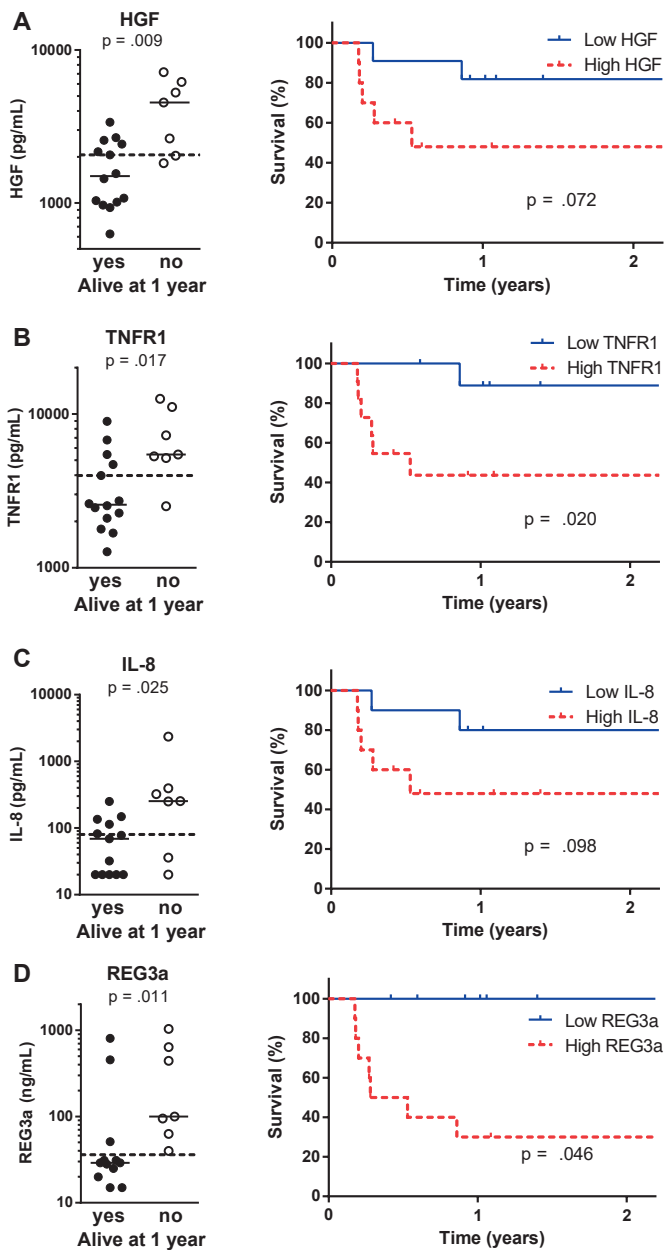 A
HGF
p = .009
10000
1000
HGF (pg/mL)
yes no
Alive at 1 year
Low HGF
High HGF
100
80
60
40
20
0
Survival (%)
p = .072
0 1 2
Time (years)
B
TNFR1
p = .017
10000
1000
TNFR1 (pg/mL)
yes no
Alive at 1 year
Low TNFR1
High TNFR1
100
80
60
40
20
0
Survival (%)
p = .020
0 1 2
Time (years)
C
IL-8
p = .025
10000
1000
100
10
IL-8 (pg/mL)
yes no
Alive at 1 year
Low IL-8
High IL-8
100
80
60
40
20
0
Survival (%)
p = .098
0 1 2
Time (years)
D
REG3a
p = .011
1000
100
10
REG3a (ng/mL)
yes no
Alive at 1 year
Low REG3a
High REG3a
100
80
60
40
20
0
Survival (%)
p = .046
0 1 2
Time (years)